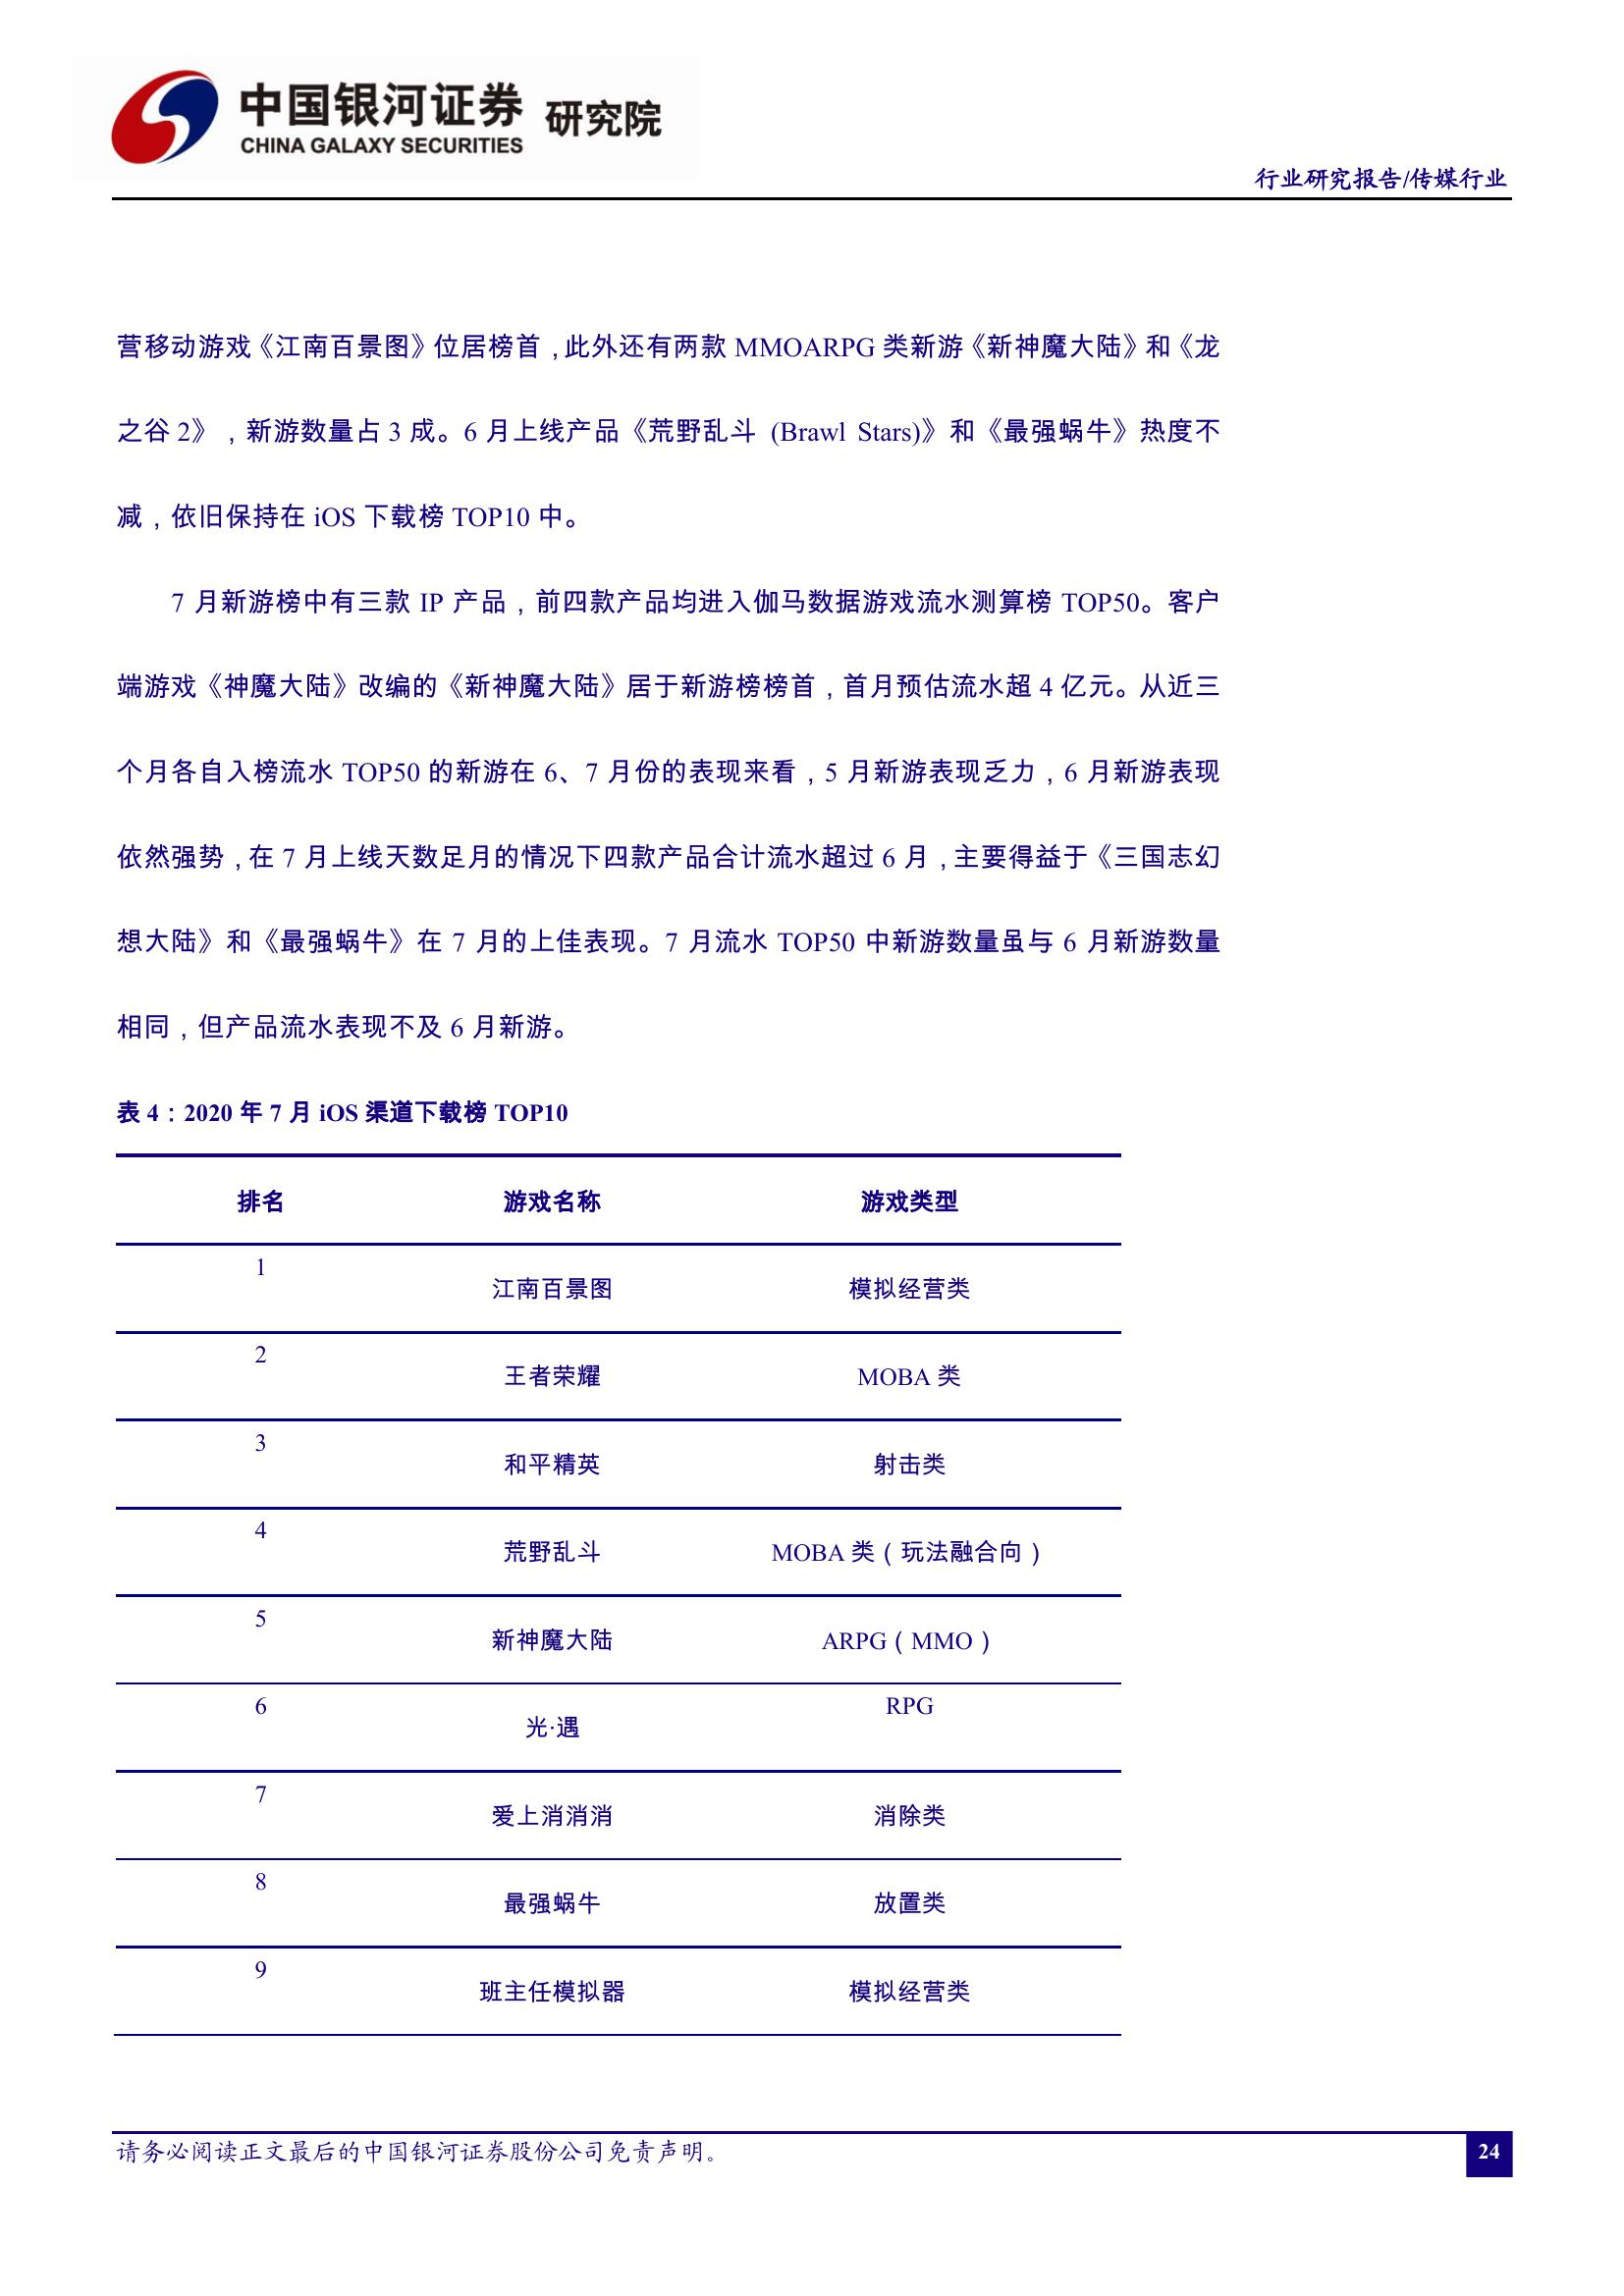 中国银河证券 研究院
CHINA GALAXY SECURITIES
行业研究报告/传媒行业
营移动游戏《江南百景图》位居榜首，此外还有两款 MMOARPG 类新游《新神魔大陆》和《龙
之谷 2》，新游数量占 3 成。6 月上线产品《荒野乱斗 (Brawl Stars)》和《最强蜗牛》热度不
减，依旧保持在 iOS 下载榜 TOP10 中。
7 月新游榜中有三款 IP 产品，前四款产品均进入伽马数据游戏流水测算榜 TOP50。客户
端游戏《神魔大陆》改编的《新神魔大陆》居于新游榜榜首，首月预估流水超 4 亿元。从近三
个月各自入榜流水 TOP50 的新游在 6、7 月份的表现来看，5 月新游表现乏力，6 月新游表现
依然强势，在 7 月上线天数足月的情况下四款产品合计流水超过 6 月，主要得益于《三国志幻
想大陆》和《最强蜗牛》在 7 月的上佳表现。7 月流水 TOP50 中新游数量虽与 6 月新游数量
相同，但产品流水表现不及 6 月新游。
表 4：2020 年 7 月 iOS 渠道下载榜 TOP10
排名 游戏名称 游戏类型
1 江南百景图 模拟经营类
2 王者荣耀 MOBA 类
3 和平精英 射击类
4 荒野乱斗 MOBA 类（玩法融合向）
5 新神魔大陆 ARPG（MMO）
6 光·遇 RPG
7 爱上消消消 消除类
8 最强蜗牛 放置类
9 班主任模拟器 模拟经营类
请务必阅读正文最后的中国银河证券股份公司免责声明。 24